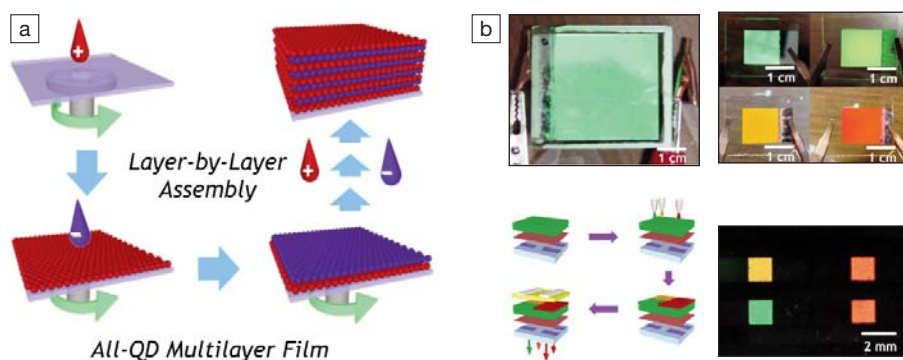 a
+
Layer-by-Layer
Assembly
+
−
−
All-QD Multilayer Film
b
1 cm
1 cm
1 cm
1 cm
1 cm
2 mm